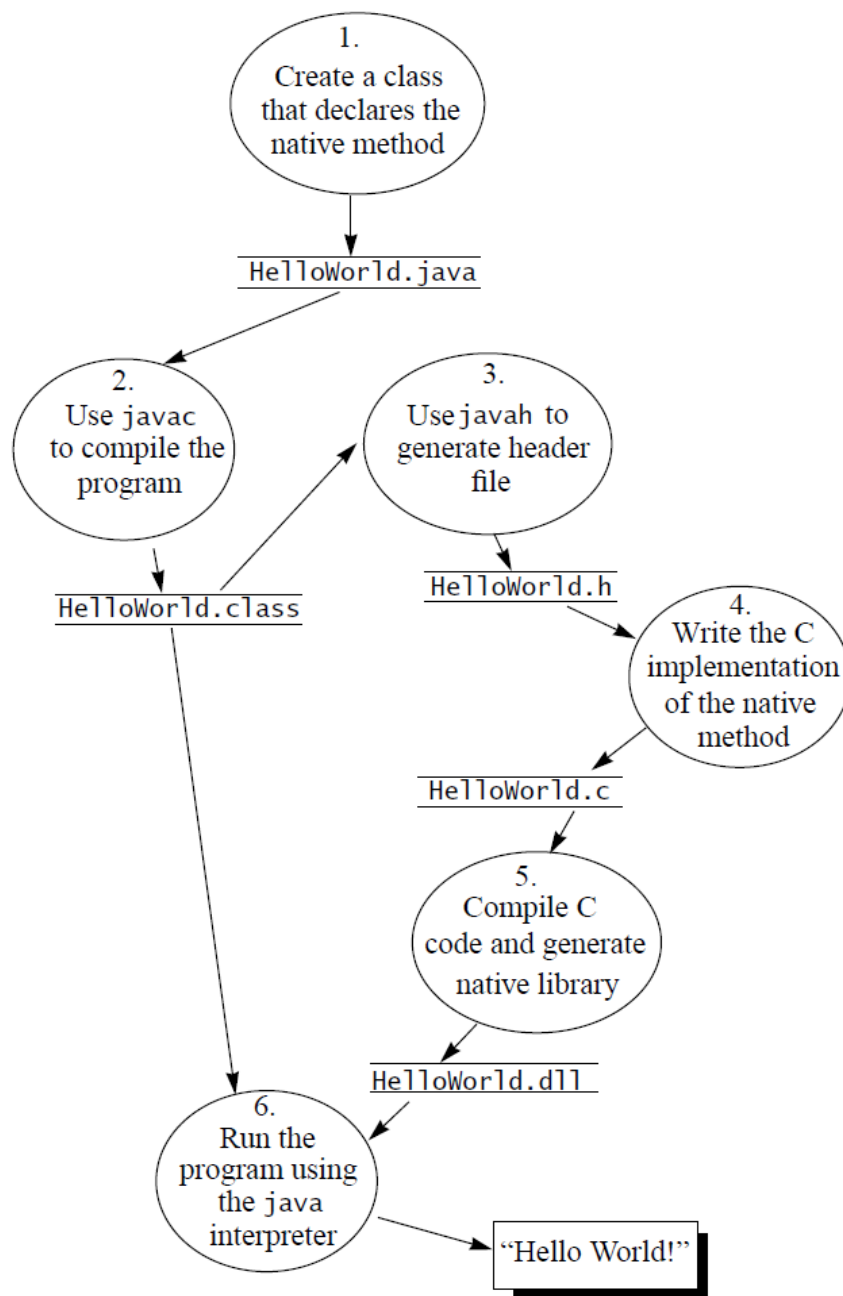 1.
Create a class
that declares the
native method
HelloWorld.java
2.
Use javac
to compile the
program
3.
Use javah to
generate header
file
HelloWorld.class
HelloWorld.h
4.
Write the C
implementation
of the native
method
HelloWorld.c
5.
Compile C
code and generate
native library
HelloWorld.dll
6.
Run the
program using
the java
interpreter
“Hello World!”